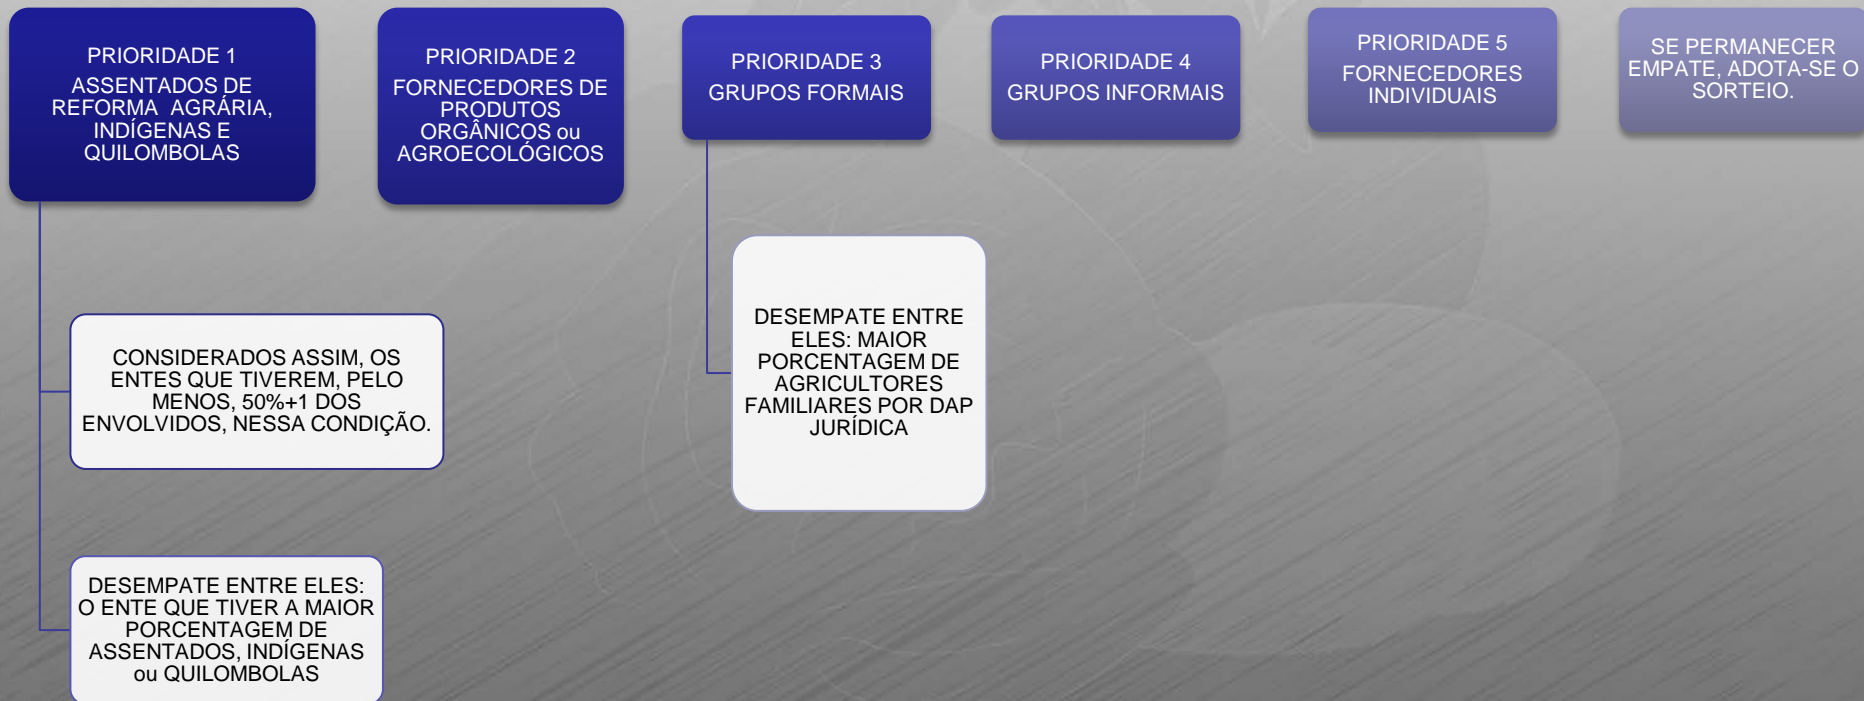 PRIORIDADE 1
ASSENTADOS DE
REFORMA AGRÁRIA,
INDÍGENAS E
QUILOMBOLAS
PRIORIDADE 2
FORNECEDORES DE
PRODUTOS
ORGÂNICOS ou
AGROECOLÓGICOS
PRIORIDADE 3
GRUPOS FORMAIS
PRIORIDADE 4
GRUPOS INFORMAIS
PRIORIDADE 5
FORNECEDORES
INDIVIDUAIS
SE PERMANECER
EMPATE, ADOTA-SE O
SORTEIO.
CONSIDERADOS ASSIM, OS
ENTES QUE TIVEREM, PELO
MENOS, 50%+1 DOS
ENVOLVIDOS, NESSA CONDIÇÃO.
DESEMPATE ENTRE ELES:
O ENTE QUE TIVER A MAIOR
PORCENTAGEM DE
ASSENTADOS, INDÍGENAS
ou QUILOMBOLAS
DESEMPATE ENTRE
ELES: MAIOR
PORCENTAGEM DE
AGRICULTORES
FAMILIARES POR DAP
JURÍDICA